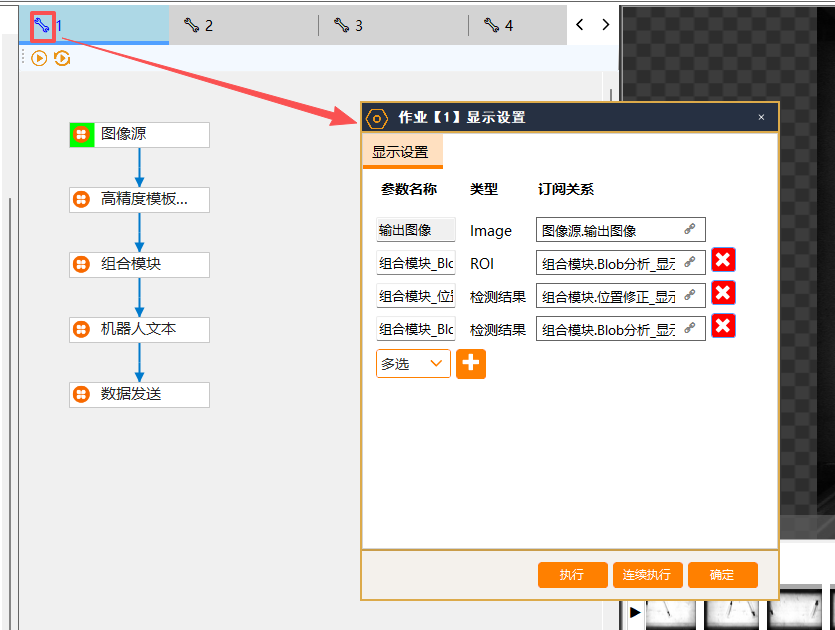 1
2
3
4
图像源
高精度模板...
组合模块
机器人文本
数据发送
作业【1】显示设置
显示设置
参数名称 类型 订阅关系
输出图像 Image 图像源.输出图像
组合模块_Blo ROI 组合模块.Blob分析_显示
组合模块_位置 检测结果 组合模块.位置修正_显示
组合模块_Blo 检测结果 组合模块.Blob分析_显示
多选
执行 连续执行 确定